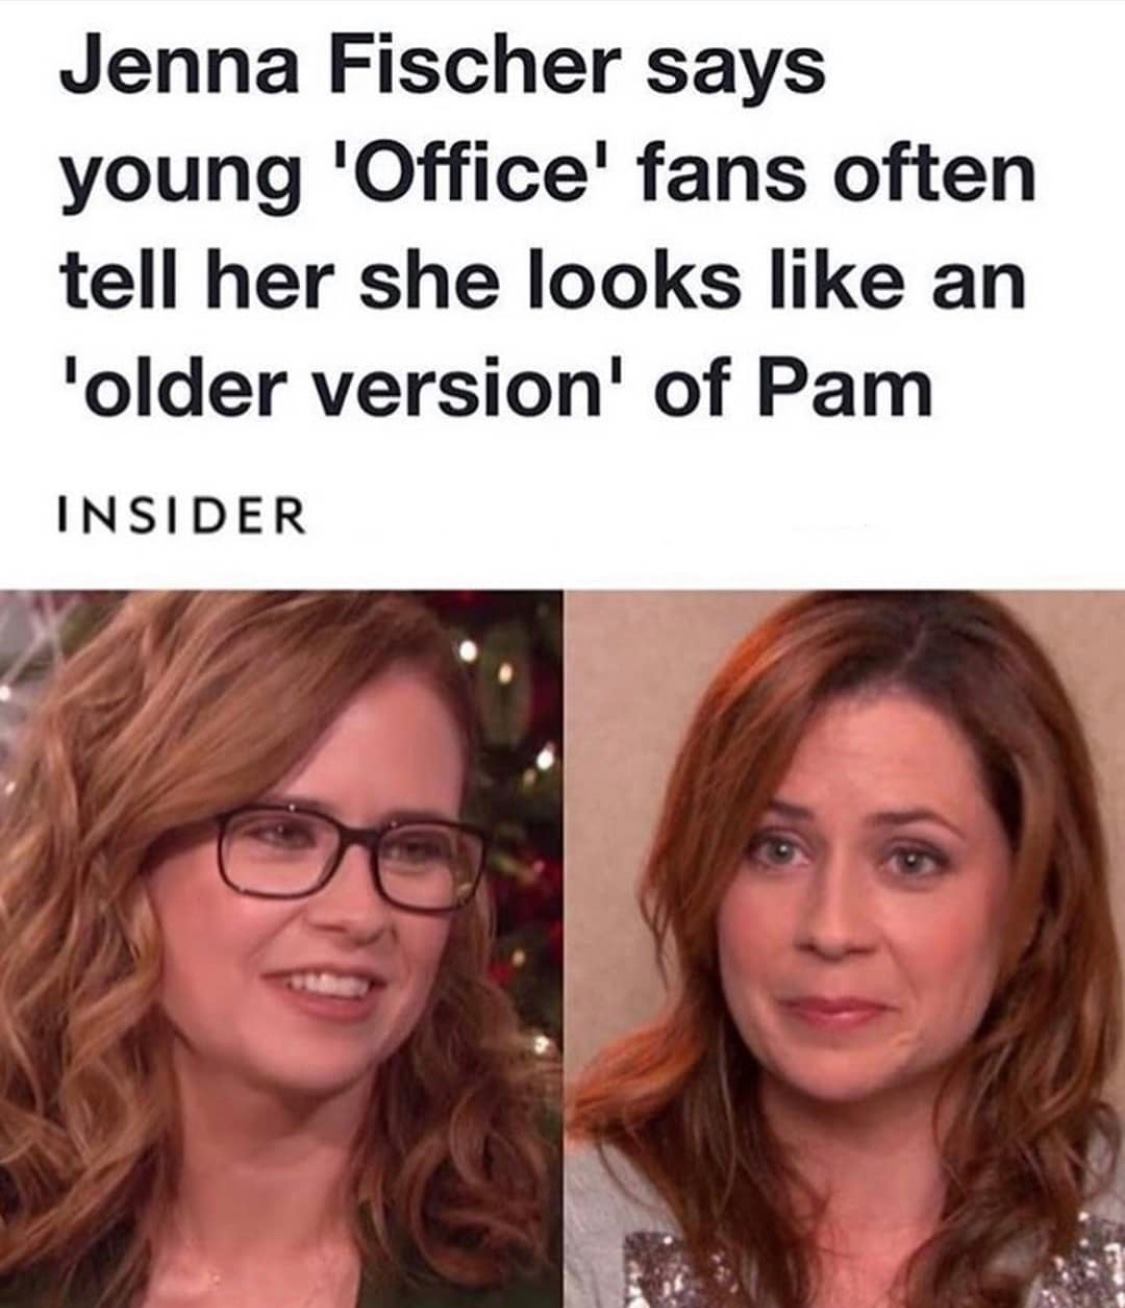 Jenna Fischer says
young 'Office' fans often
tell her she looks like an
'older version' of Pam
INSIDER